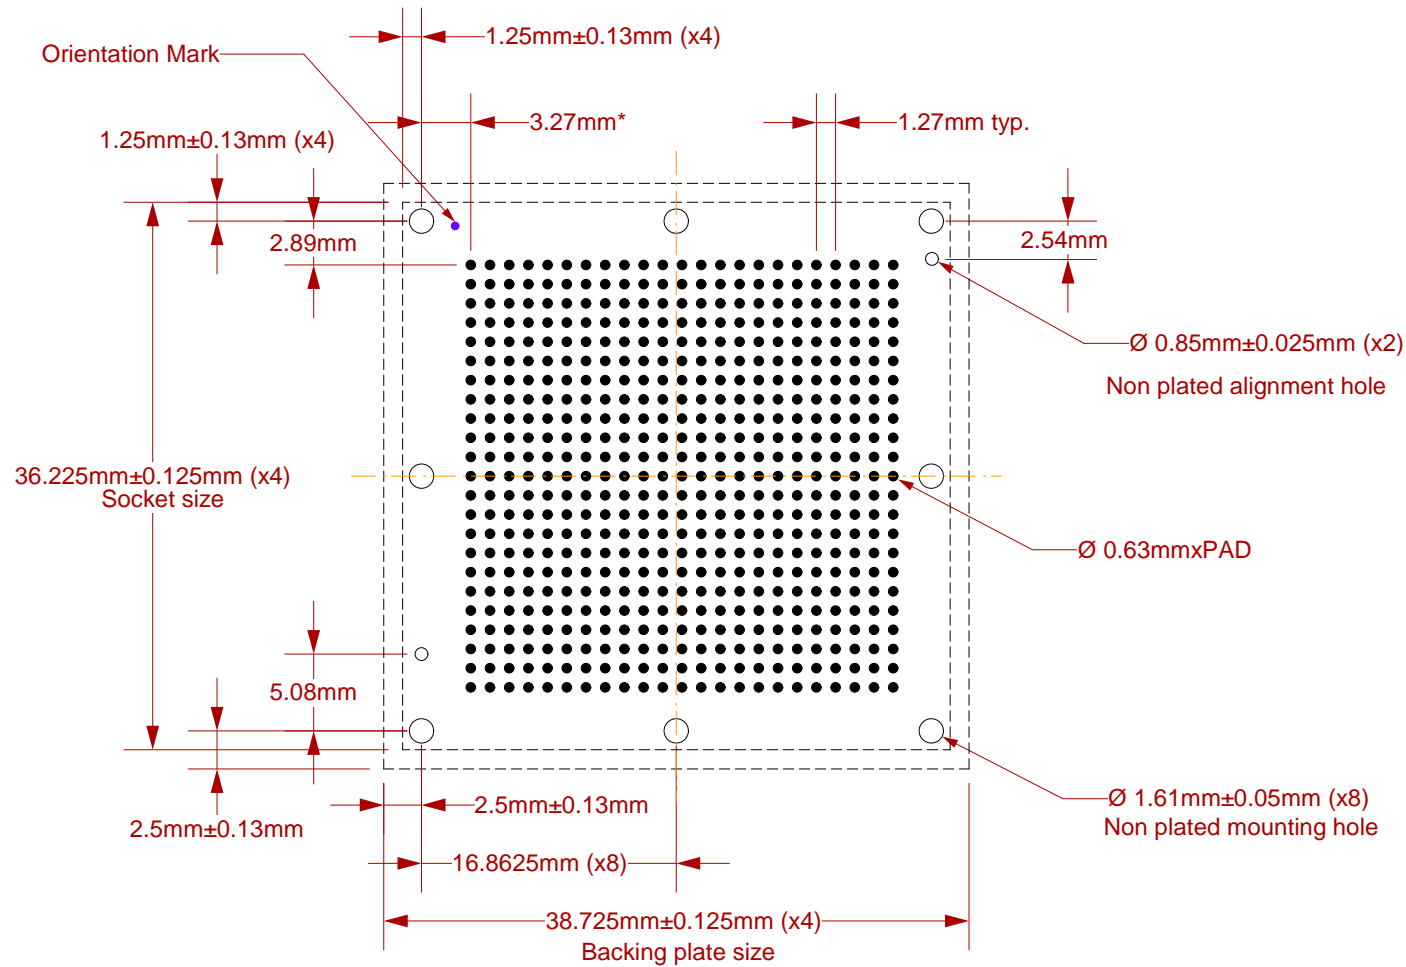 1.25mm±0.13mm (x4)
Orientation Mark
3.27mm*
1.27mm typ.
1.25mm±0.13mm (x4)
2.89mm
2.54mm
Ø 0.85mm±0.025mm (x2)
Non plated alignment hole
36.225mm±0.125mm (x4)
Socket size
Ø 0.63mmxPAD
5.08mm
2.5mm±0.13mm
2.5mm±0.13mm
Ø 1.61mm±0.05mm (x8)
Non plated mounting hole
16.8625mm (x8)
38.725mm±0.125mm (x4)
Backing plate size